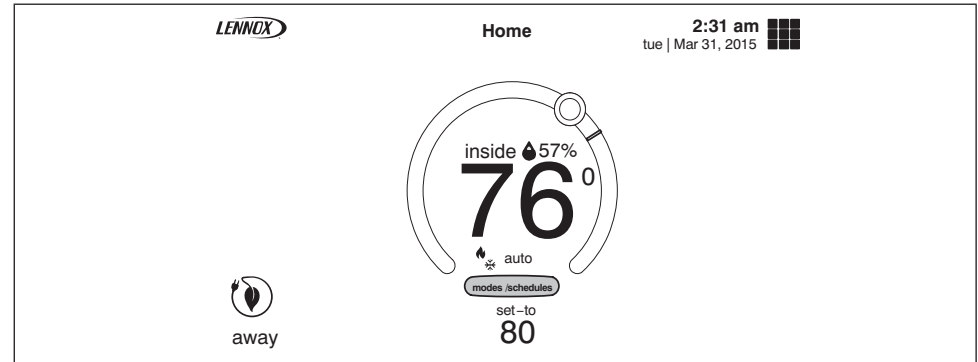 LENNOX
Home
2:31 am
tue | Mar 31, 2015
inside 57%
76°
auto
modes /schedules
set-to
80
away